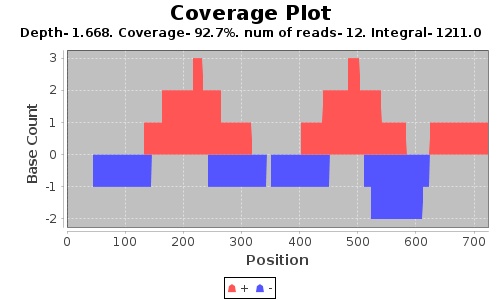 Coverage Plot
Depth- 1.668. Coverage- 92.7%. num of reads- 12. Integral- 1211.0
Base Count
3
2
1
0
-1
-2
0 100 200 300 400 500 600 700
Position
+ -